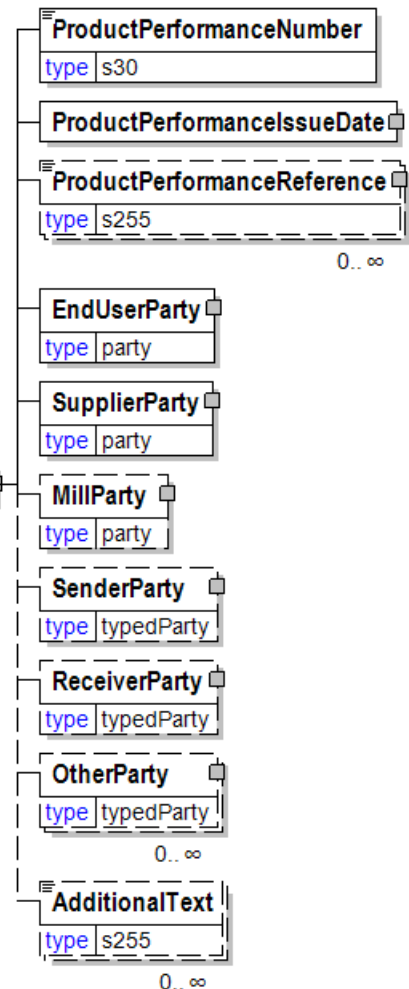 ProductPerformanceNumber
type s30
ProductPerformanceIssueDate
ProductPerformanceReference
type s255
0.. ∞
EndUserParty
type party
SupplierParty
type party
MillParty
type party
SenderParty
type typedParty
ReceiverParty
type typedParty
OtherParty
type typedParty
0.. ∞
AdditionalText
type s255
0.. ∞